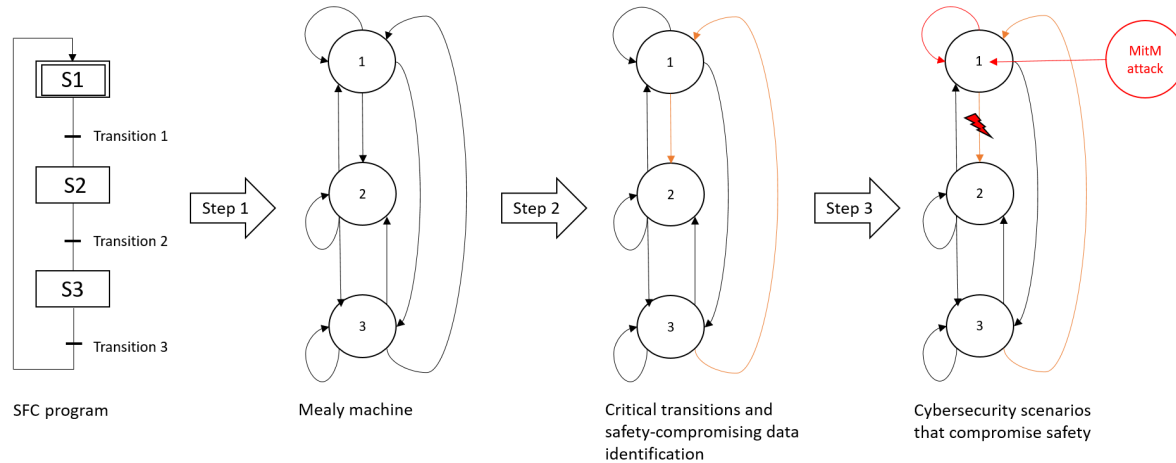 S1
Transition 1
S2
Transition 2
S3
Transition 3
SFC program
Step 1
1
2
3
Mealy machine
Step 2
1
2
3
Critical transitions and
safety-compromising data
identification
Step 3
1
2
3
MitM
attack
Cybersecurity scenarios
that compromise safety